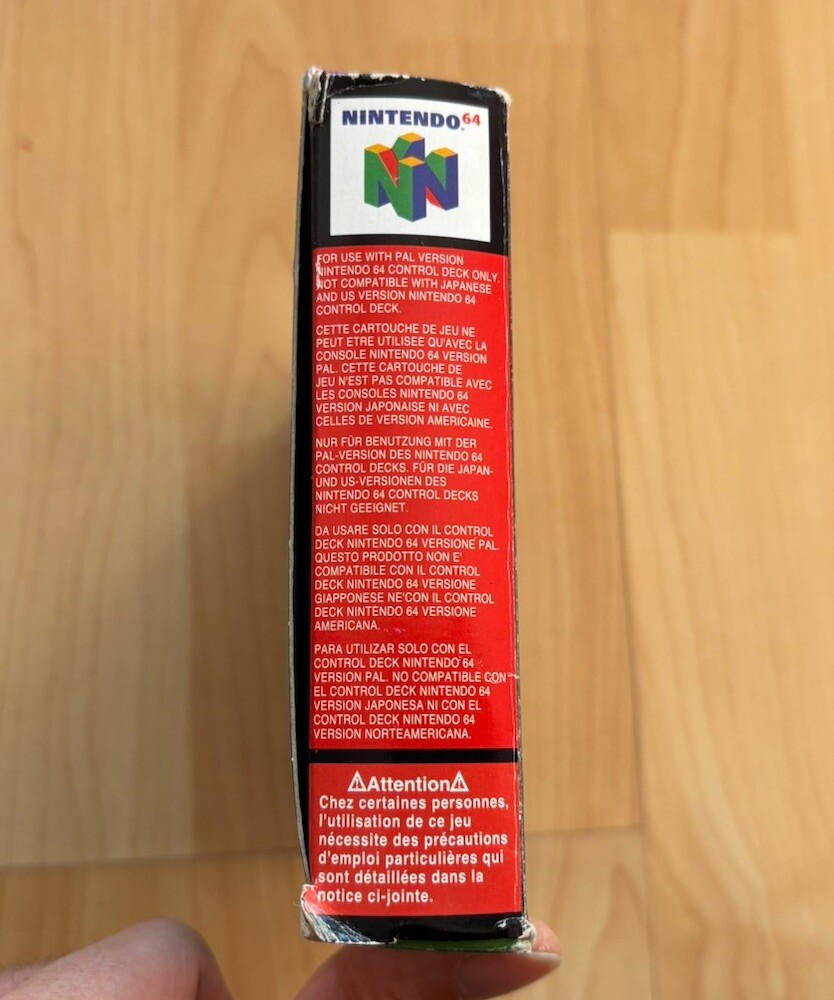 NINTENDO 64
FOR USE WITH PAL VERSION
NINTENDO 64 CONTROL DECK ONLY.
NOT COMPATIBLE WITH JAPANESE
AND US VERSION NINTENDO 64
CONTROL DECK.
CETTE CARTOUCHE DE JEU NE
PEUT ETRE UTILISEE QU'AVEC LA
CONSOLE NINTENDO 64 VERSION
PAL. CETTE CARTOUCHE DE
JEU N'EST PAS COMPATIBLE AVEC
LES CONSOLES NINTENDO 64
VERSION JAPONAISE NI AVEC
CELLES DE VERSION AMERICAINE.
NUR FÜR BENUTZUNG MIT DER
PAL-VERSION DES NINTENDO 64
CONTROL DECKS. FÜR DIE JAPAN-
UND US-VERSIONEN DES
NINTENDO 64 CONTROL DECKS
NICHT GEEIGNET.
DA USARE SOLO CON IL CONTROL
DECK NINTENDO 64 VERSIONE PAL.
QUESTO PRODOTTO NON E'
COMPATIBILE CON IL CONTROL
DECK NINTENDO 64 VERSIONE
GIAPPONESE NE'CON IL CONTROL
DECK NINTENDO 64 VERSIONE
AMERICANA.
PARA UTILIZAR SOLO CON EL
CONTROL DECK NINTENDO 64
VERSION PAL. NO COMPATIBLE CON
EL CONTROL DECK NINTENDO 64
VERSION JAPONESA NI CON EL
CONTROL DECK NINTENDO 64
VERSION NORTEAMERICANA.
⚠Attention⚠
Chez certaines personnes,
l'utilisation de ce jeu
nécessite des précautions
d'emploi particulières qui
sont détaillées dans la
notice ci-jointe.